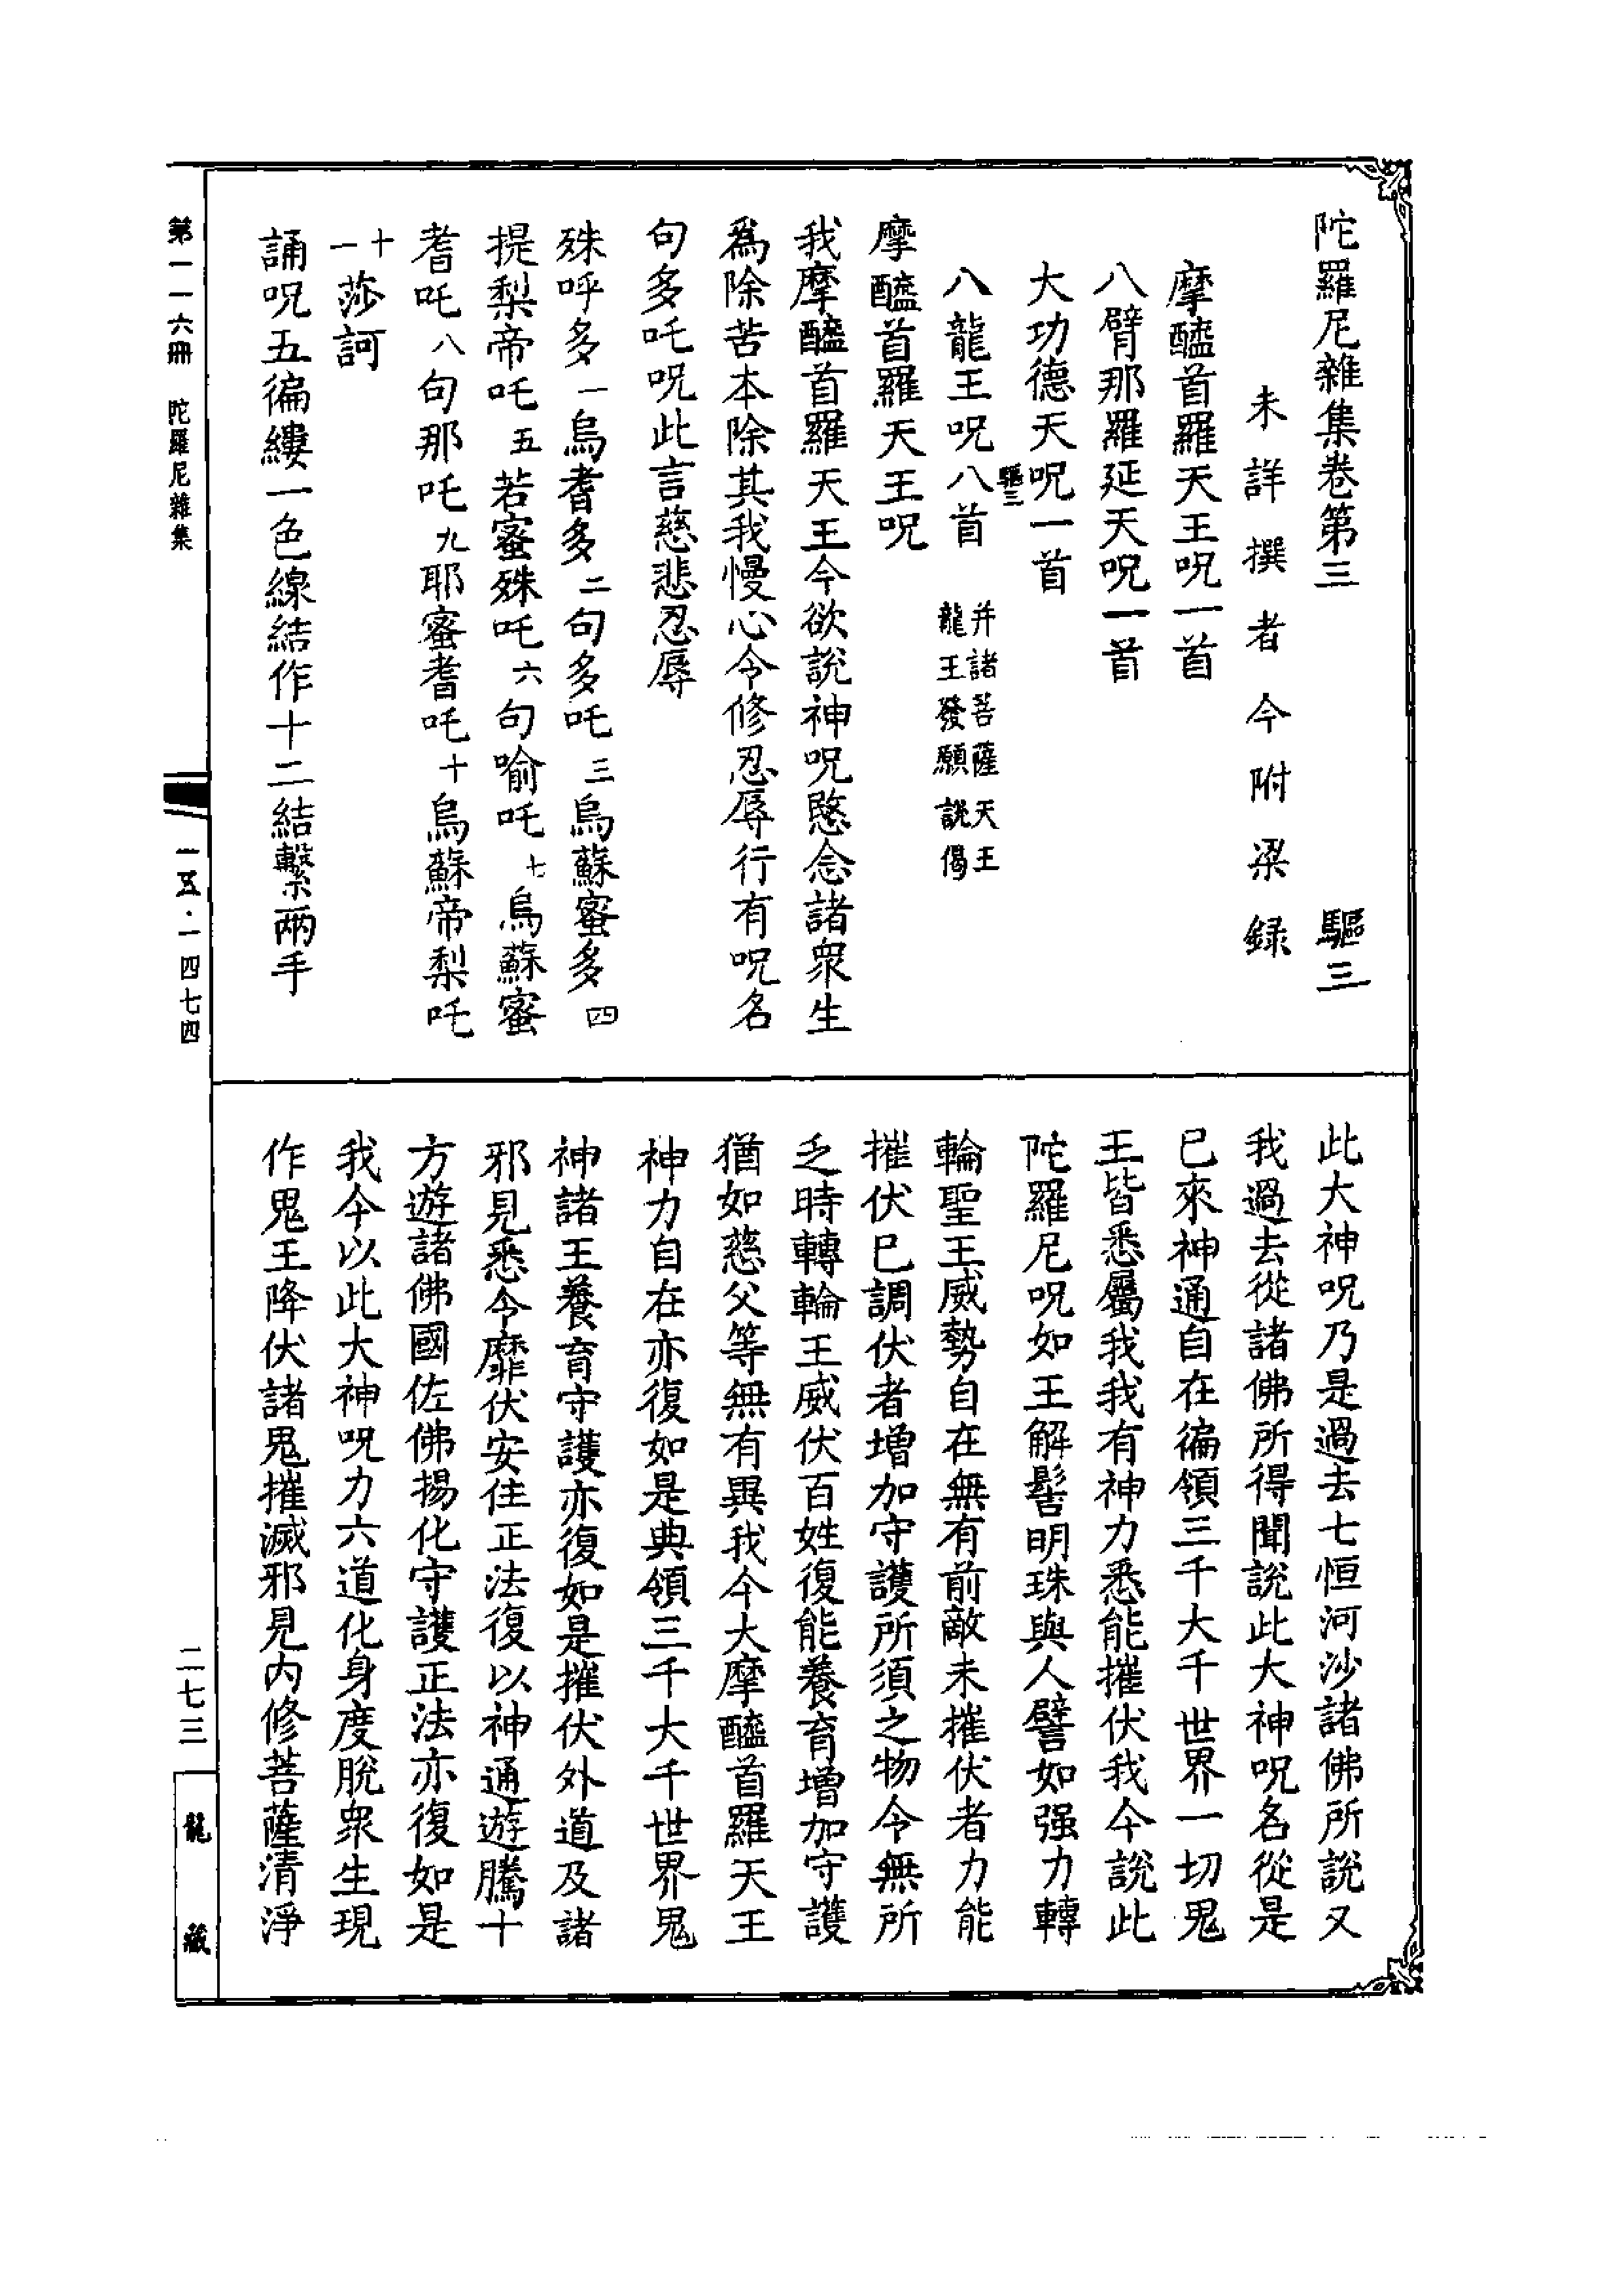 陀羅尼雜集卷第三　驅三
未詳撰者今附梁録
摩醯首羅天王呪一首
八臂那羅延天呪一首
大功德天呪一首
驅三
八龍王呪八首　并諸菩薩天王龍王發願說偈
摩醯首羅天王呪
我摩醯首羅天王今欲說神呪愍念諸衆生
爲除苦本除其我慢心令修忍辱行有呪名
句多吒呪此言慈悲忍辱
殊呼多一烏耆多二句多吒三烏蘇蜜多四
提梨帝吒五若蜜殊吒六句喻吒七烏蘇蜜
耆吒八句那吒九耶蜜耆吒十烏蘇帝梨吒
十一莎訶
誦呪五徧縷一色線結作十二結繫兩手
此大神呪乃是過去七恒河沙諸佛所說又
我過去從諸佛所得聞說此大神呪名從是
已來神通自在徧領三千大千世界一切鬼
王皆悉屬我我有神力悉能摧伏我今說此
陀羅尼呪如王解髻明珠與人譬如强力轉
輪聖王威勢自在無有前敵未摧伏者力能
摧伏已調伏者增加守護所須之物令無所
乏時轉輪王威伏百姓復能養育增加守護
猶如慈父等無有異我今大摩醯首羅天王
神力自在亦復如是典領三千大千世界鬼
神諸王養育守護亦復如是摧伏外道及諸
邪見悉令靡伏安住正法復以神通遊騰十
方遊諸佛國佐佛揚化守護正法亦復如是
我今以此大神呪力六道化身度脫衆生現
作鬼王降伏諸鬼摧滅邪見内修菩薩清淨
第一一六冊　陀羅尼雜集
一五·一四七四
二七三
龍藏